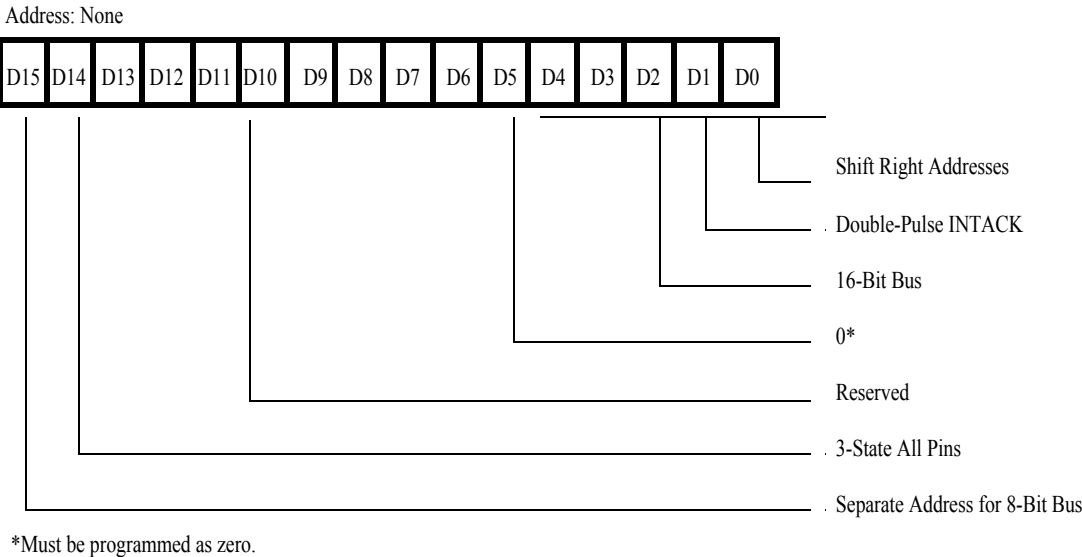 Address: None
D15 D14 D13 D12 D11 D10 D9 D8 D7 D6 D5 D4 D3 D2 D1 D0
Shift Right Addresses
Double-Pulse INTACK
16-Bit Bus
0*
Reserved
3-State All Pins
Separate Address for 8-Bit Bus
*Must be programmed as zero.